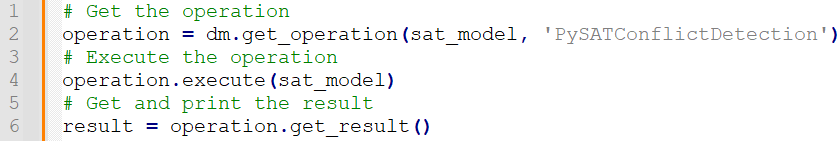 1 # Get the operation
2 operation = dm.get_operation(sat_model, 'PySATConflictDetection')
3 # Execute the operation
4 operation.execute(sat_model)
5 # Get and print the result
6 result = operation.get_result()